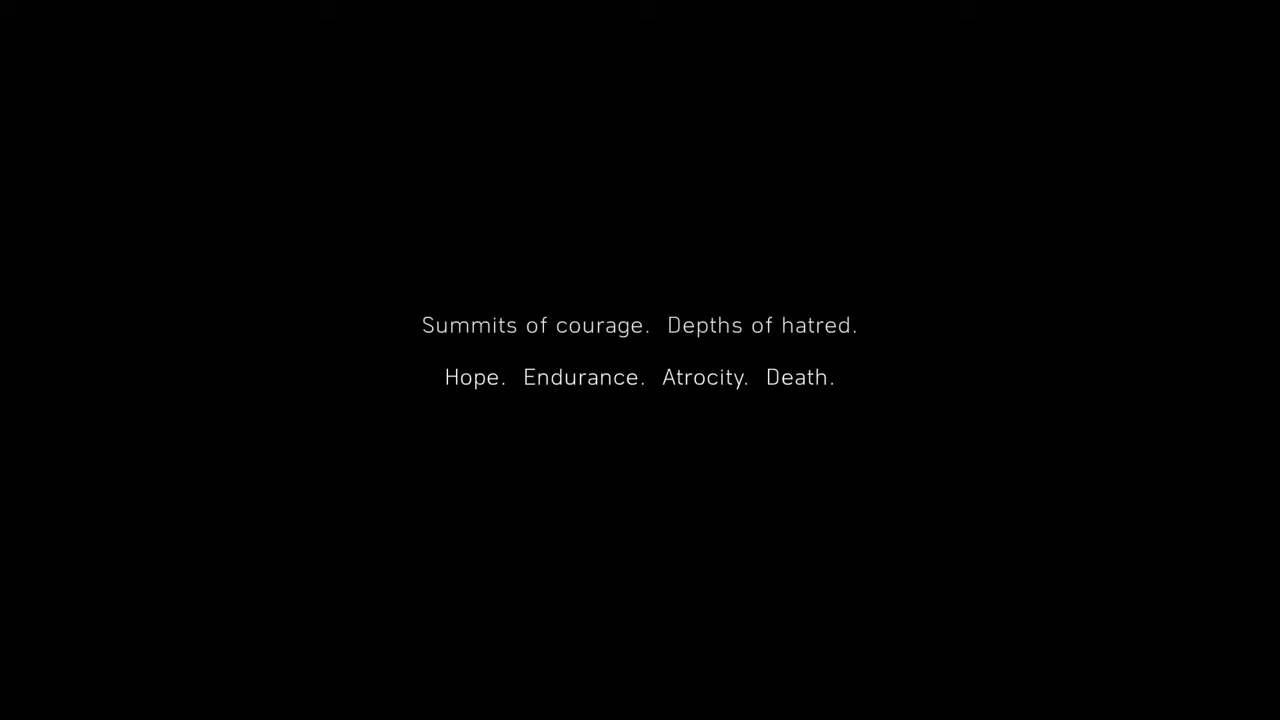 Summits of courage. Depths of hatred.
Hope. Endurance. Atrocity. Death.